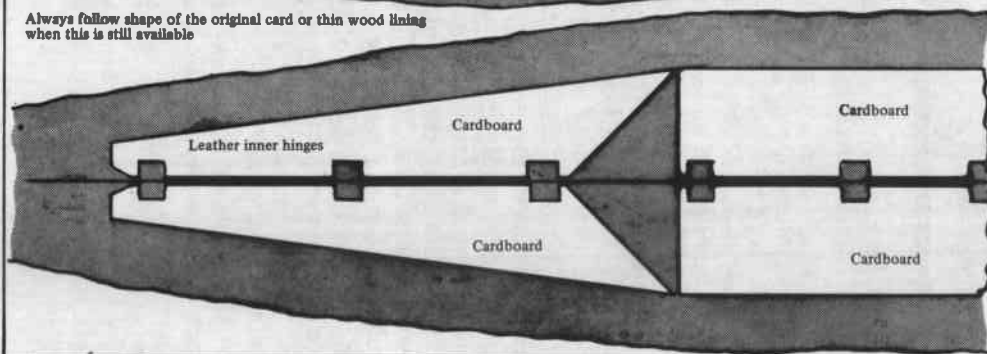 Always follow shape of the original card or thin wood lining
when this is still available
Cardboard
Cardboard
Leather inner hinges
Cardboard
Cardboard